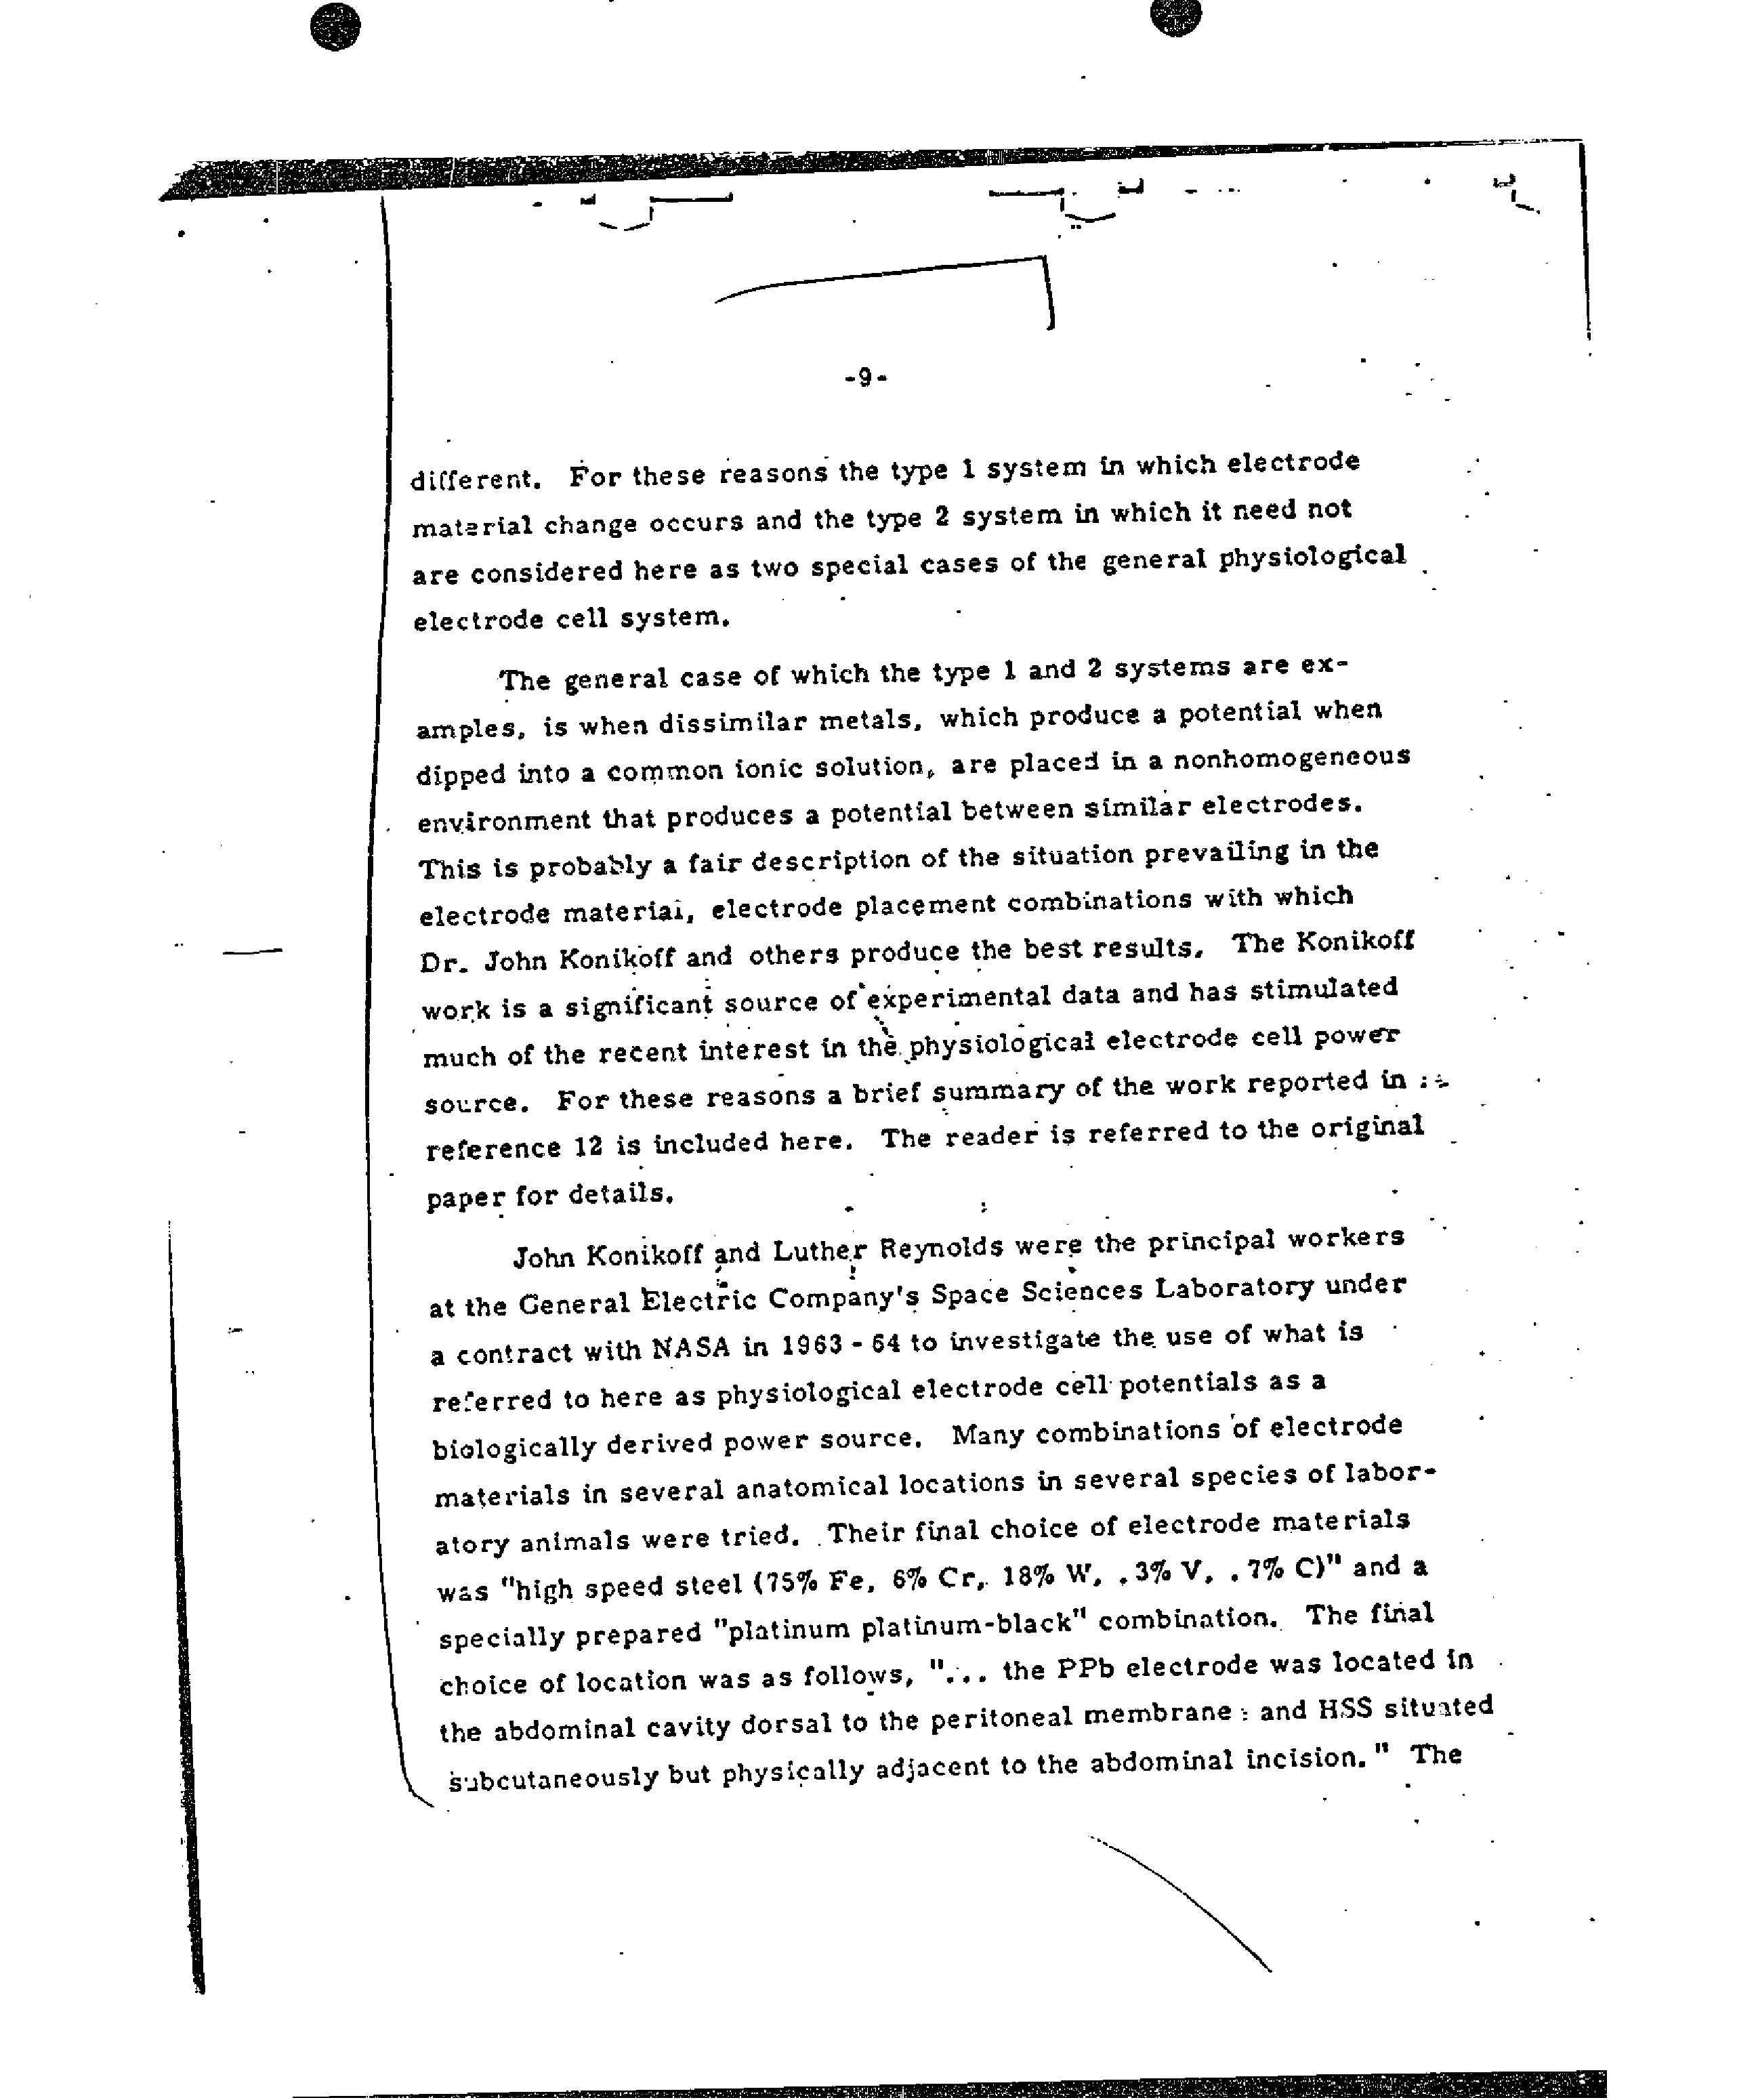 -9-
different. For these reasons the type 1 system in which electrode
material change occurs and the type 2 system in which it need not
are considered here as two special cases of the general physiological
electrode cell system.
The general case of which the type 1 and 2 systems are ex-
amples, is when dissimilar metals, which produce a potential when
dipped into a common ionic solution, are placed in a nonhomogeneous
environment that produces a potential between similar electrodes.
This is probably a fair description of the situation prevailing in the
electrode material, electrode placement combinations with which
Dr. John Konikoff and others produce the best results. The Konikoff
work is a significant source of experimental data and has stimulated
much of the recent interest in the physiological electrode cell power
source. For these reasons a brief summary of the work reported in
reference 12 is included here. The reader is referred to the original
paper for details.
John Konikoff and Luther Reynolds were the principal workers
at the General Electric Company's Space Sciences Laboratory under
a contract with NASA in 1963 - 64 to investigate the use of what is
referred to here as physiological electrode cell potentials as a
biologically derived power source. Many combinations of electrode
materials in several anatomical locations in several species of labor-
atory animals were tried. Their final choice of electrode materials
was "high speed steel (75% Fe, 6% Cr, 18% W, .3% V, .7% C)" and a
specially prepared "platinum platinum-black" combination. The final
choice of location was as follows, "... the PPb electrode was located in
the abdominal cavity dorsal to the peritoneal membrane; and HSS situated
subcutaneously but physically adjacent to the abdominal incision." The